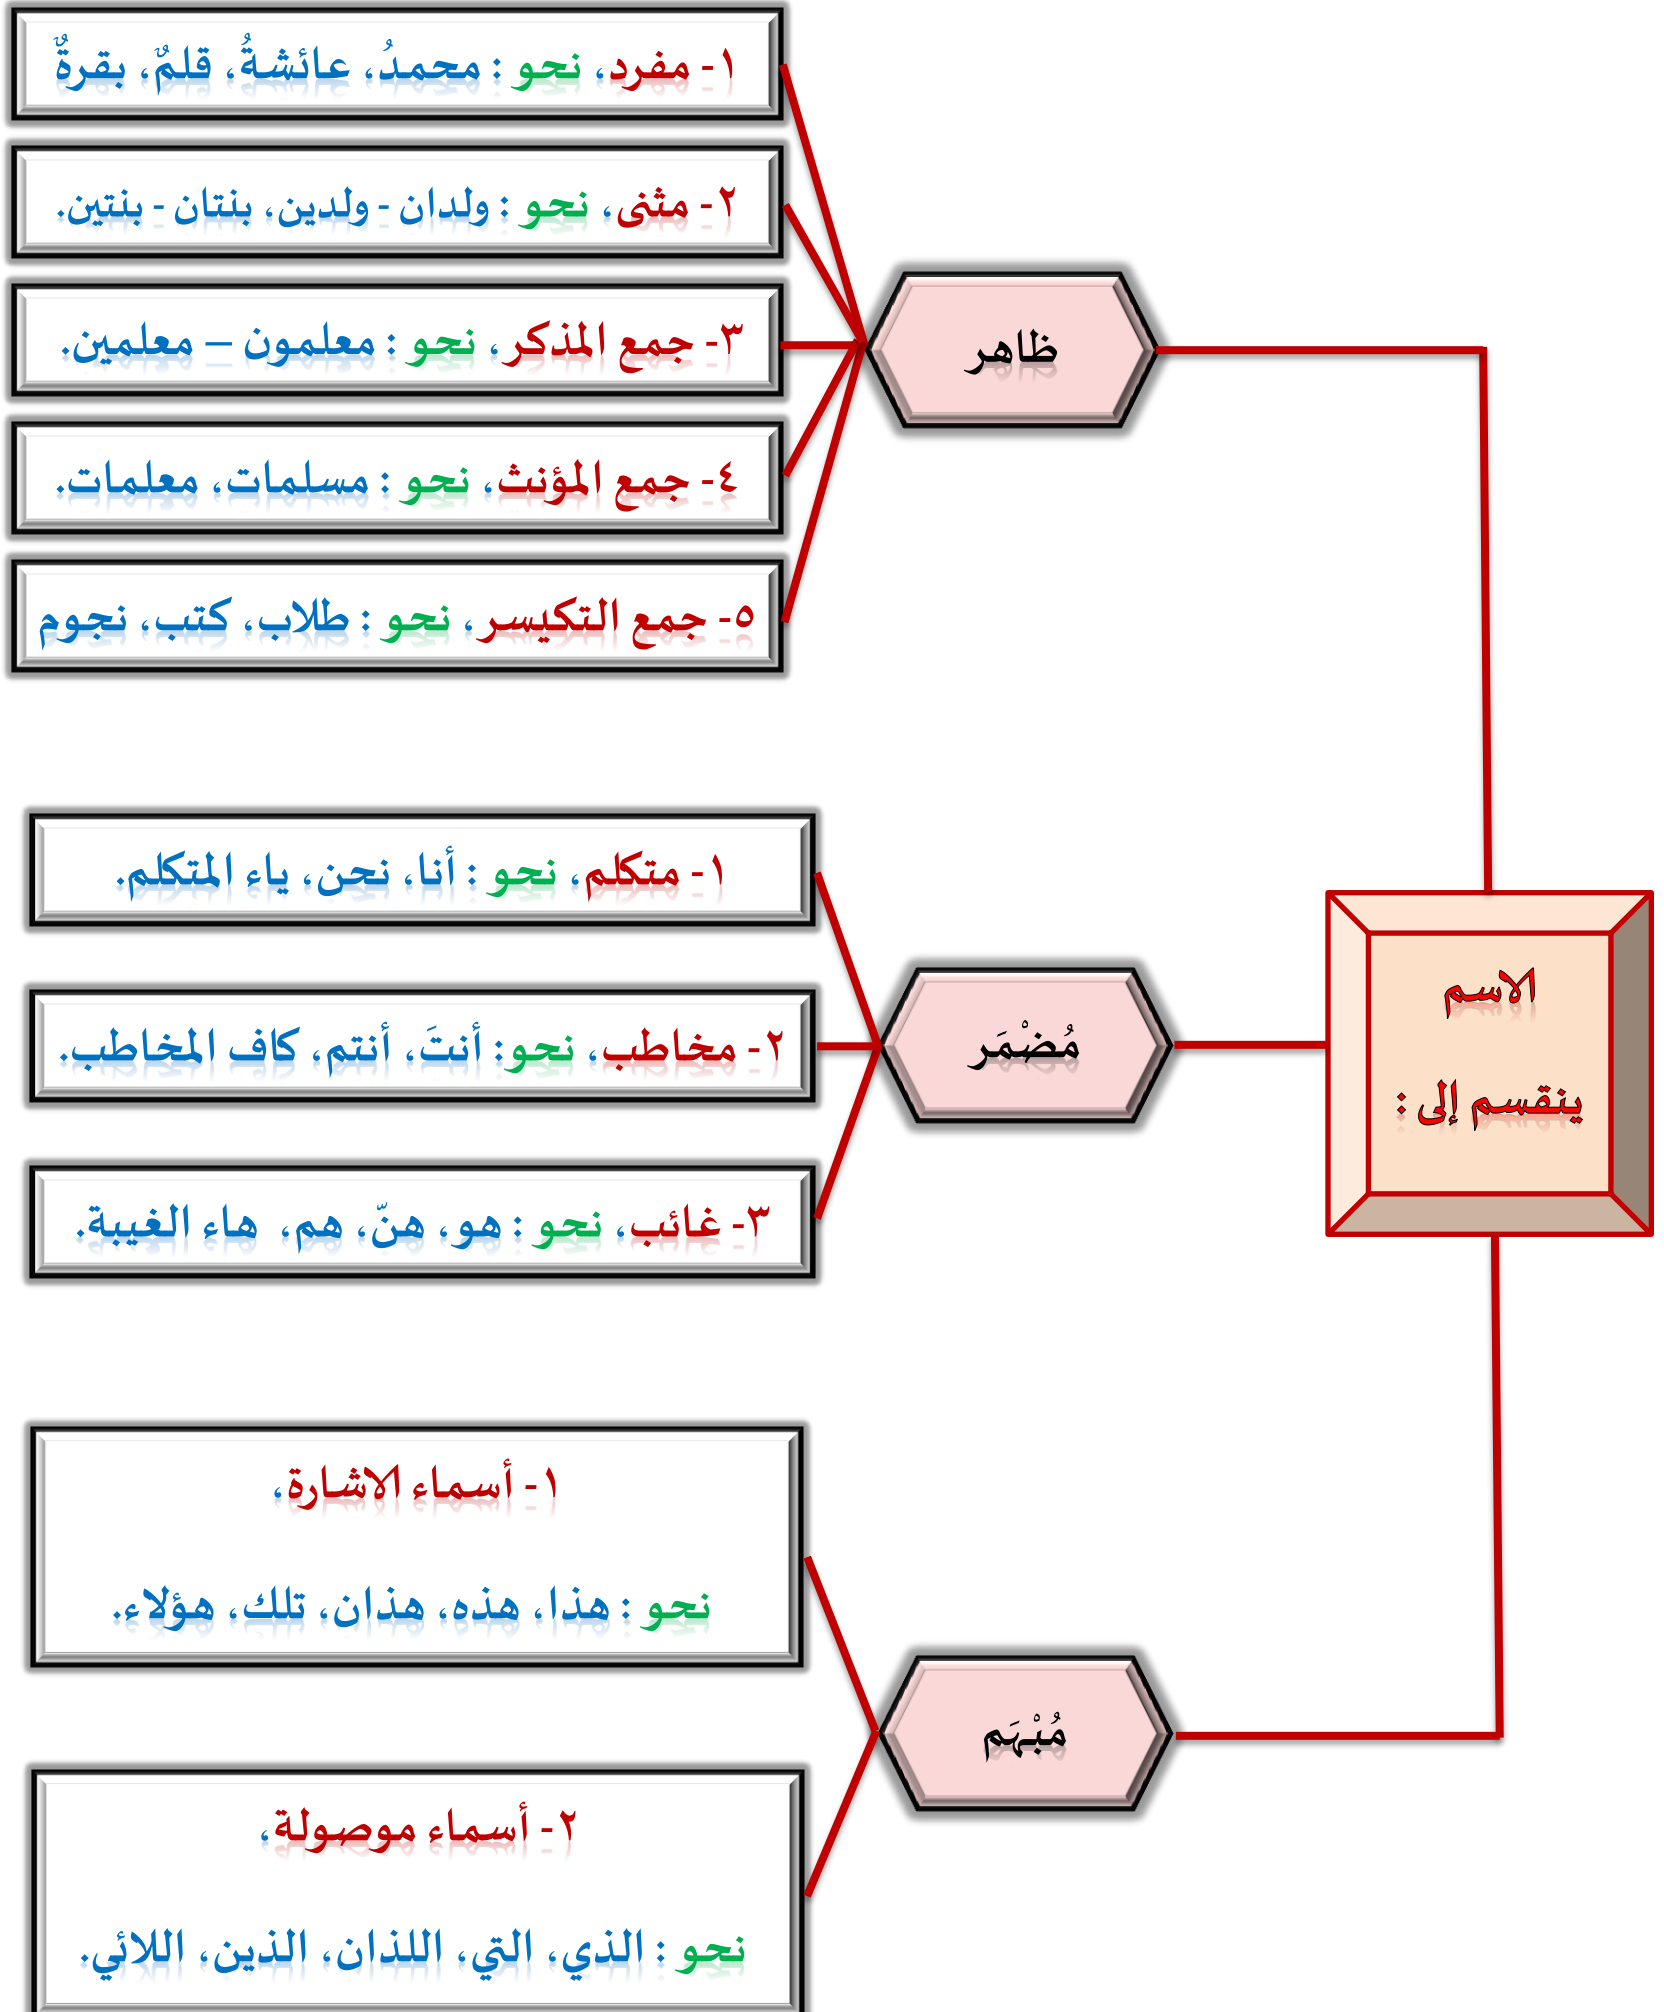 الاسم
ينقسم إلى :
ظاهر
١- مفرد، نحو : محمدُ، عائشةُ، قلمٌ، بقرةٌ
٢- مثنى، نحو : ولدان - ولدين، بنتان - بنتين.
٣- جمع المذكر، نحو : معلمون – معلمين.
٤- جمع المؤنث، نحو : مسلمات، معلمات.
٥- جمع التكيسر، نحو : طلاب، كتب، نجوم
مُضْمَر
١- متكلم، نحو : أنا، نحن، ياء المتكلم.
٢- مخاطب، نحو: أنتَ، أنتم، كاف المخاطب.
٣- غائب، نحو : هو، هنّ، هم، هاء الغيبة.
مُبْهَم
١- أسماء الاشارة،
نحو : هذا، هذه، هذان، تلك، هؤلاء.
٢- أسماء موصولة،
نحو : الذي، التي، اللذان، الذين، اللائي.